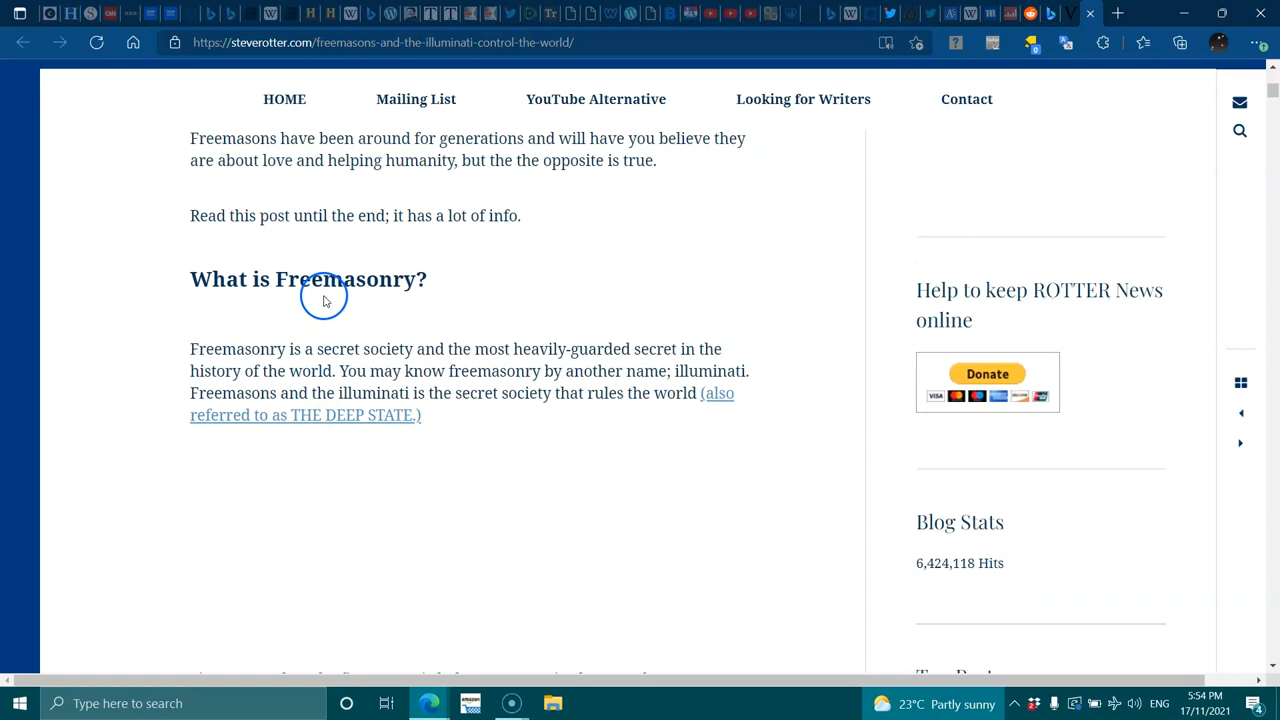 https://steverotter.com/freemasons-and-the-illuminati-control-the-world/
HOME Mailing List YouTube Alternative Looking for Writers Contact
Freemasons have been around for generations and will have you believe they
are about love and helping humanity, but the the opposite is true.
Read this post until the end; it has a lot of info.
What is Freemasonry?
Freemasonry is a secret society and the most heavily-guarded secret in the
history of the world. You may know freemasonry by another name; illuminati.
Freemasons and the illuminati is the secret society that rules the world (also
referred to as THE DEEP STATE.)
Help to keep ROTTER News
online
Donate
VISA
DISCOVER
Blog Stats
6,424,118 Hits
Type here to search
amazon
23°C Partly sunny
ENG
5:54 PM
17/11/2021
4